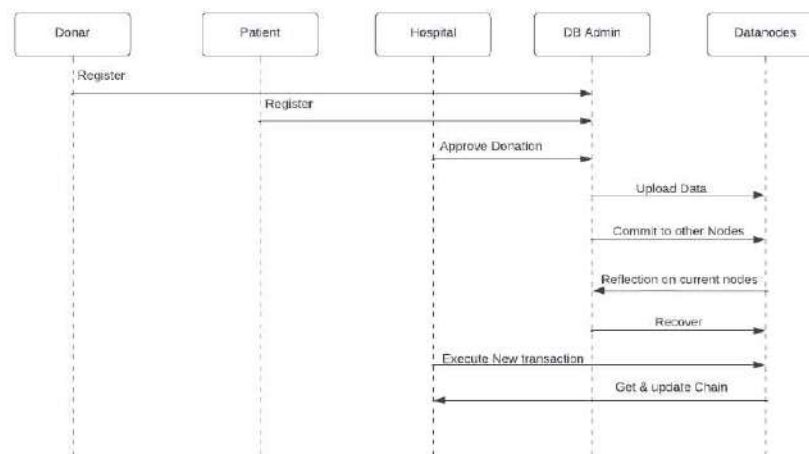 Donar
Patient
Hospital
DB Admin
Datanodes
Register
Register
Approve Donation
Upload Data
Commit to other Nodes
Reflection on current nodes
Recover
Execute New transaction
Get & update Chain